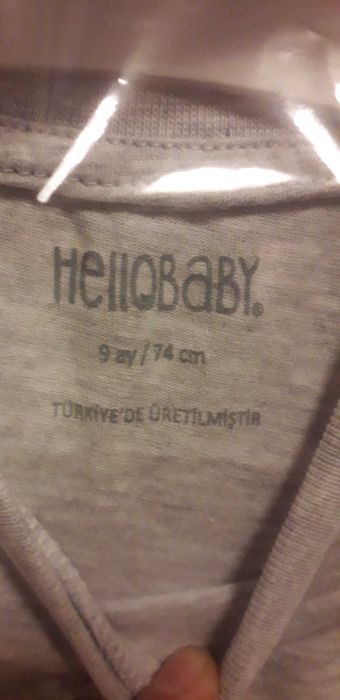 HelloBaby®
9 ay / 74 cm
TÜRKİYE'DE ÜRETİLMİŞTİR